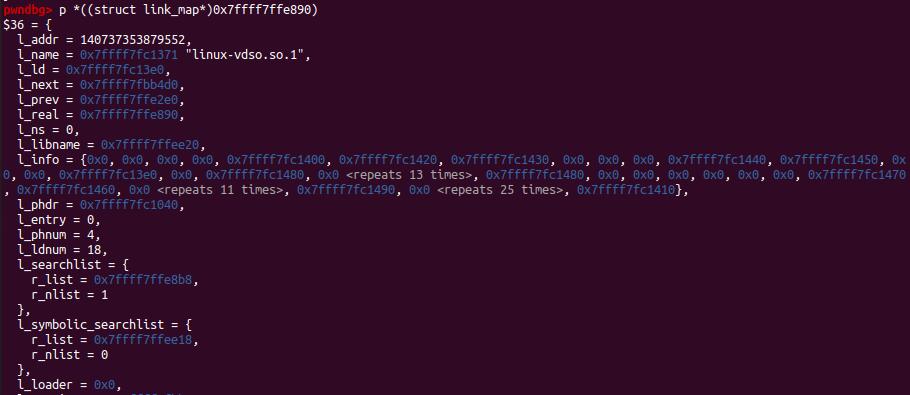 pwndbg> p *((struct link_map*)0x7ffff7ffe890)
$36 = {
  l_addr = 140737353879552,
  l_name = 0x7ffff7fc1371 "linux-vdso.so.1",
  l_ld = 0x7ffff7fc13e0,
  l_next = 0x7ffff7fbb4d0,
  l_prev = 0x7ffff7ffe2e0,
  l_real = 0x7ffff7ffe890,
  l_ns = 0,
  l_libname = 0x7ffff7ffee20,
  l_info = {0x0, 0x0, 0x0, 0x0, 0x7ffff7fc1400, 0x7ffff7fc1420, 0x7ffff7fc1430, 0x0, 0x0, 0x0, 0x7ffff7fc1440, 0x7ffff7fc1450, 0x
0, 0x0, 0x7ffff7fc13e0, 0x0, 0x7ffff7fc1480, 0x0 <repeats 13 times>, 0x7ffff7fc1480, 0x0, 0x0, 0x0, 0x0, 0x0, 0x0, 0x7ffff7fc1470
, 0x7ffff7fc1460, 0x0 <repeats 11 times>, 0x7ffff7fc1490, 0x0 <repeats 25 times>, 0x7ffff7fc1410},
  l_phdr = 0x7ffff7fc1040,
  l_entry = 0,
  l_phnum = 4,
  l_ldnum = 18,
  l_searchlist = {
    r_list = 0x7ffff7ffe8b8,
    r_nlist = 1
  },
  l_symbolic_searchlist = {
    r_list = 0x7ffff7ffee18,
    r_nlist = 0
  },
  l_loader = 0x0,